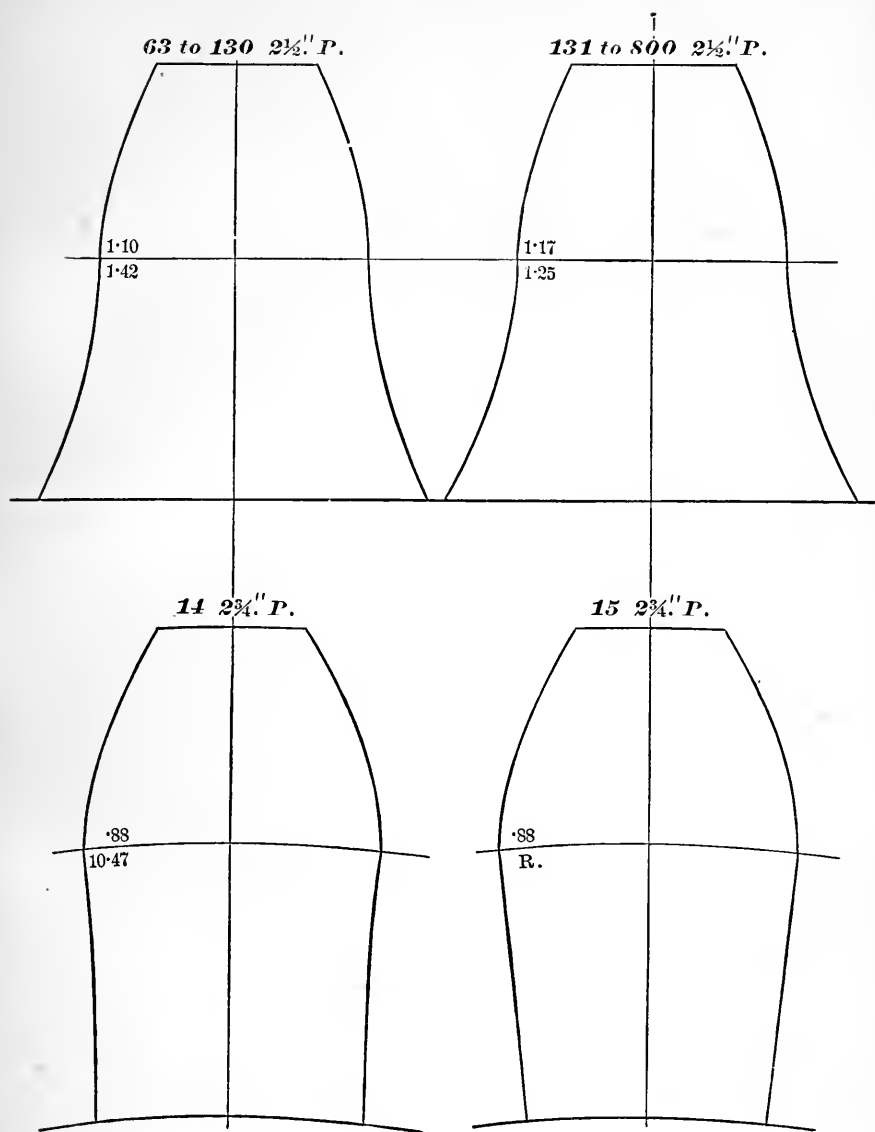 63 to 130 2½." P.
131 to 800 2½." P.
1·10
1·42
1·17
1·25
14 2¾." P.
15 2¾." P.
·88
10·47
·88
R.